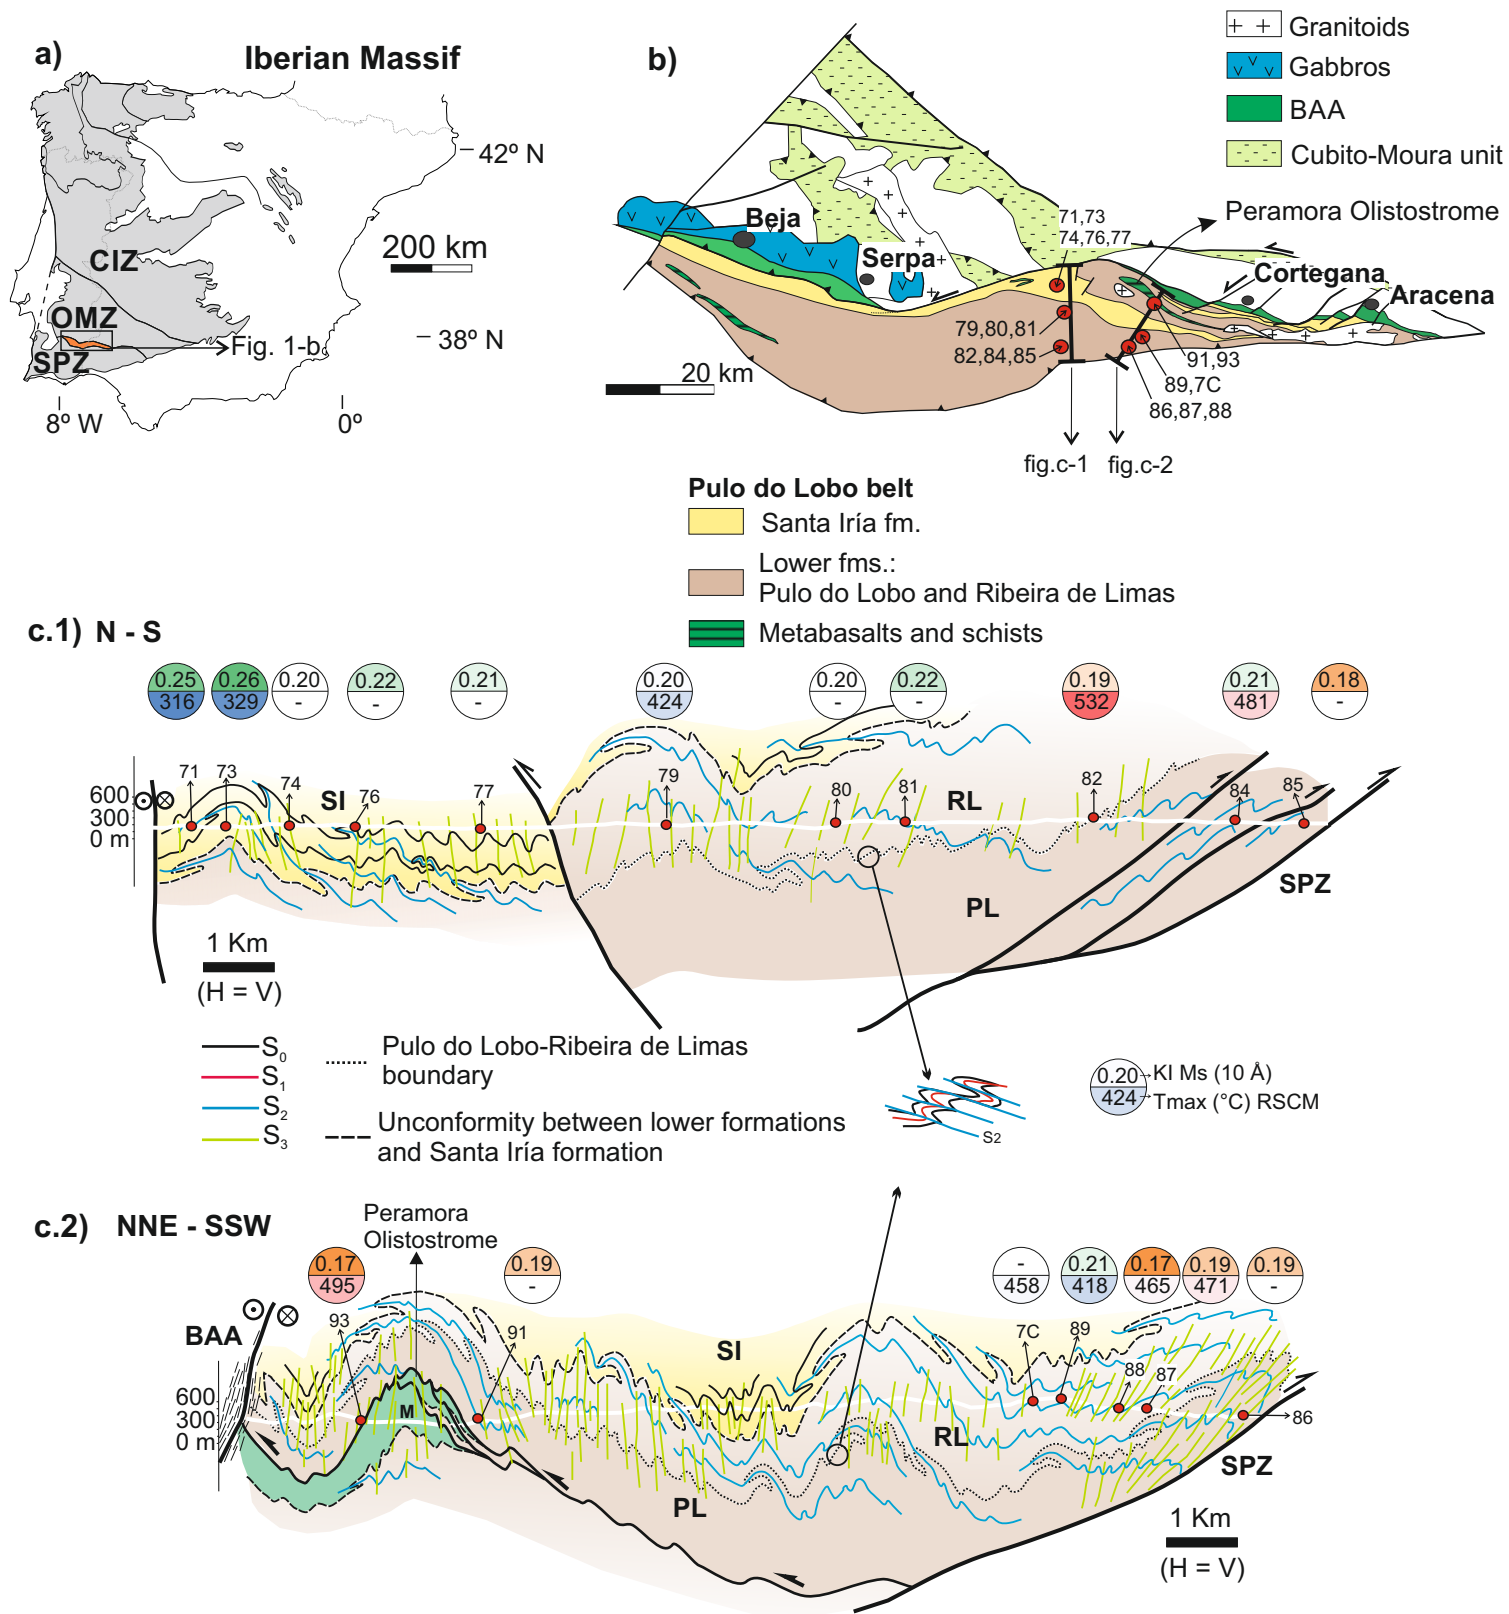 a)
Iberian Massif
42º N
CIZ
200 km
OMZ
38º N
SPZ
Fig. 1-b
8º W
0º
b)
Granitoids
Gabbros
BAA
Cubito-Moura unit
Peramora Olistostrome
71,73
74,76,77
Beja
Serpa
Cortegana
Aracena
79,80,81
82,84,85
91,93
89,7C
86,87,88
20 km
fig.c-1
fig.c-2
Pulo do Lobo belt
Santa Iría fm.
Lower fms.:
Pulo do Lobo and Ribeira de Limas
Metabasalts and schists
c.1) N - S
0.25 0.26 0.20 0.22 0.21 0.20 0.20 0.22 0.19 0.21 0.18
316 329 - - - 424 - - 532 481 -
71 73 74 76 77 79 80 81 82 84 85
600
300
0 m
SI
RL
PL
SPZ
1 Km
(H = V)
S0
S1
S2
S3
Pulo do Lobo-Ribeira de Limas
boundary
Unconformity between lower formations
and Santa Iría formation
S2
0.20 KI Ms (10 Å)
424 Tmax (°C) RSCM
c.2) NNE - SSW
Peramora
Olistostrome
0.17 0.19 - 0.21 0.17 0.19 0.19
495 - 458 418 465 471 -
BAA
93 91 7C 89 88 87 86
600
300
0 m
M
SI
RL
PL
SPZ
1 Km
(H = V)